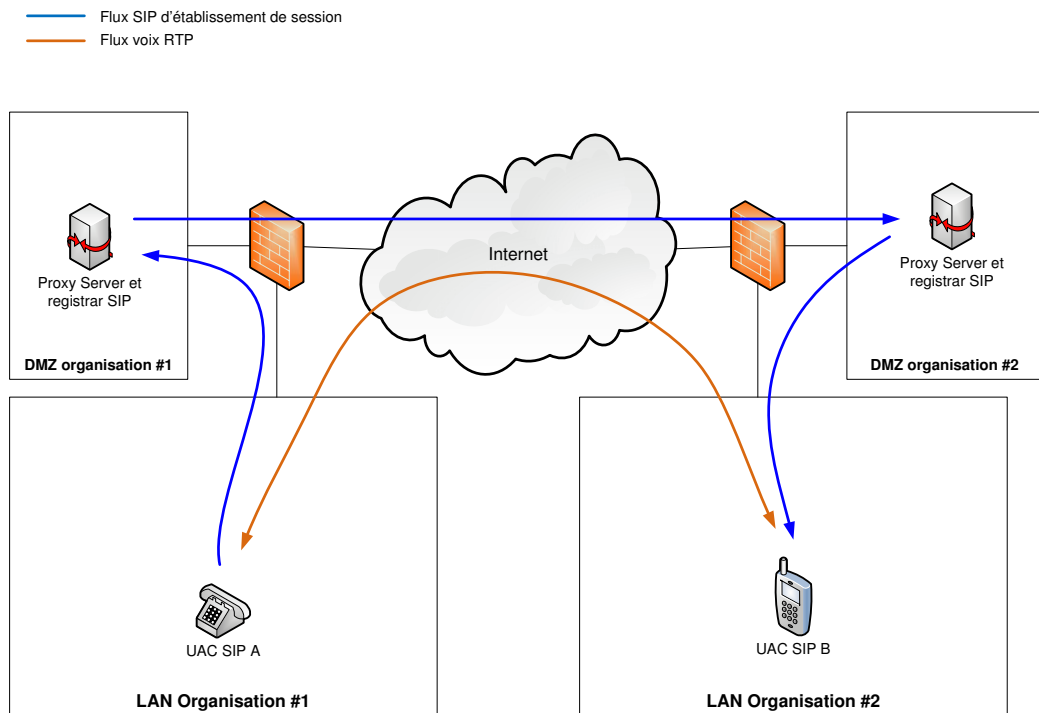 Flux SIP d'établissement de session
Flux voix RTP
Internet
Proxy Server et
registrar SIP
Proxy Server et
registrar SIP
DMZ organisation #1
DMZ organisation #2
UAC SIP A
UAC SIP B
LAN Organisation #1
LAN Organisation #2